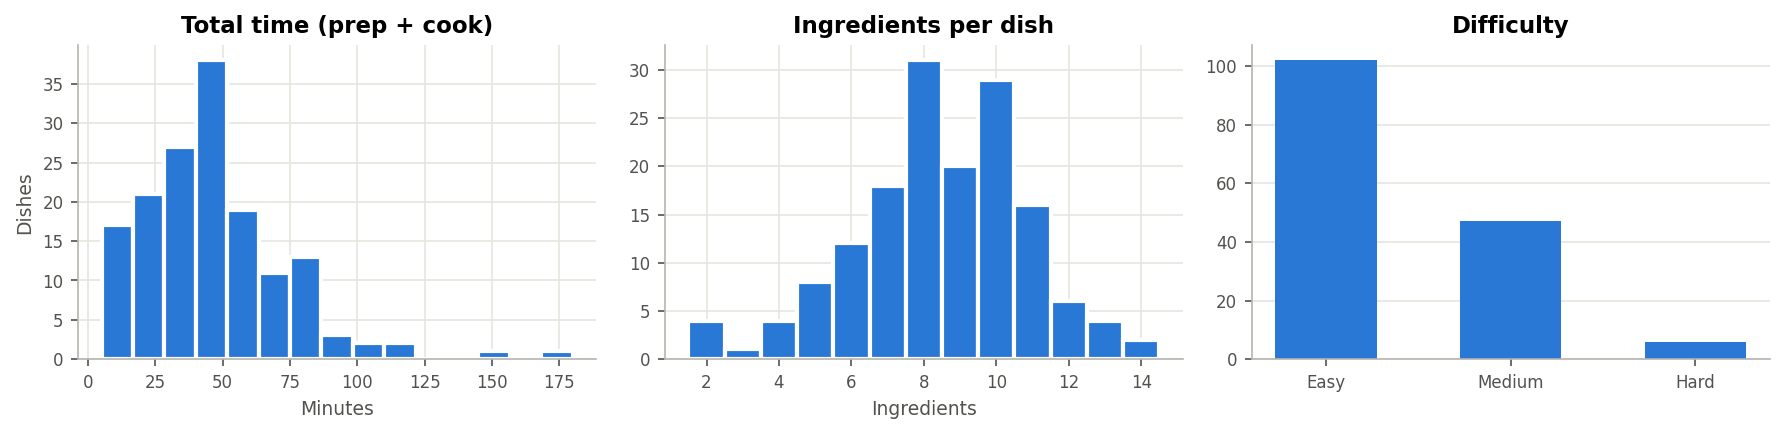 Total time (prep + cook)
Dishes
35
30
25
20
15
10
5
0
0 25 50 75 100 125 150 175
Minutes
Ingredients per dish
30
25
20
15
10
5
0
2 4 6 8 10 12 14
Ingredients
Difficulty
100
80
60
40
20
0
Easy Medium Hard